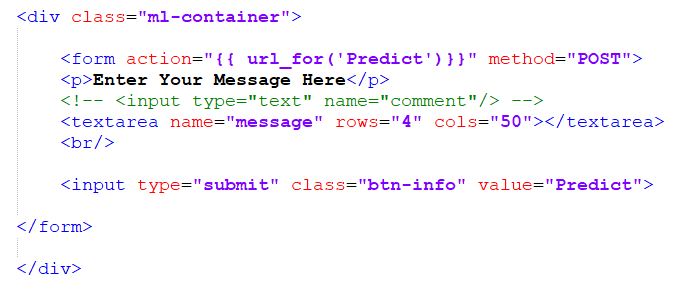 <div class="ml-container">
<form action="{{ url_for('Predict')}}" method="POST">
<p>Enter Your Message Here</p>
<!-- <input type="text" name="comment"/> -->
<textarea name="message" rows="4" cols="50"></textarea>
<br/>
<input type="submit" class="btn-info" value="Predict">
</form>
</div>